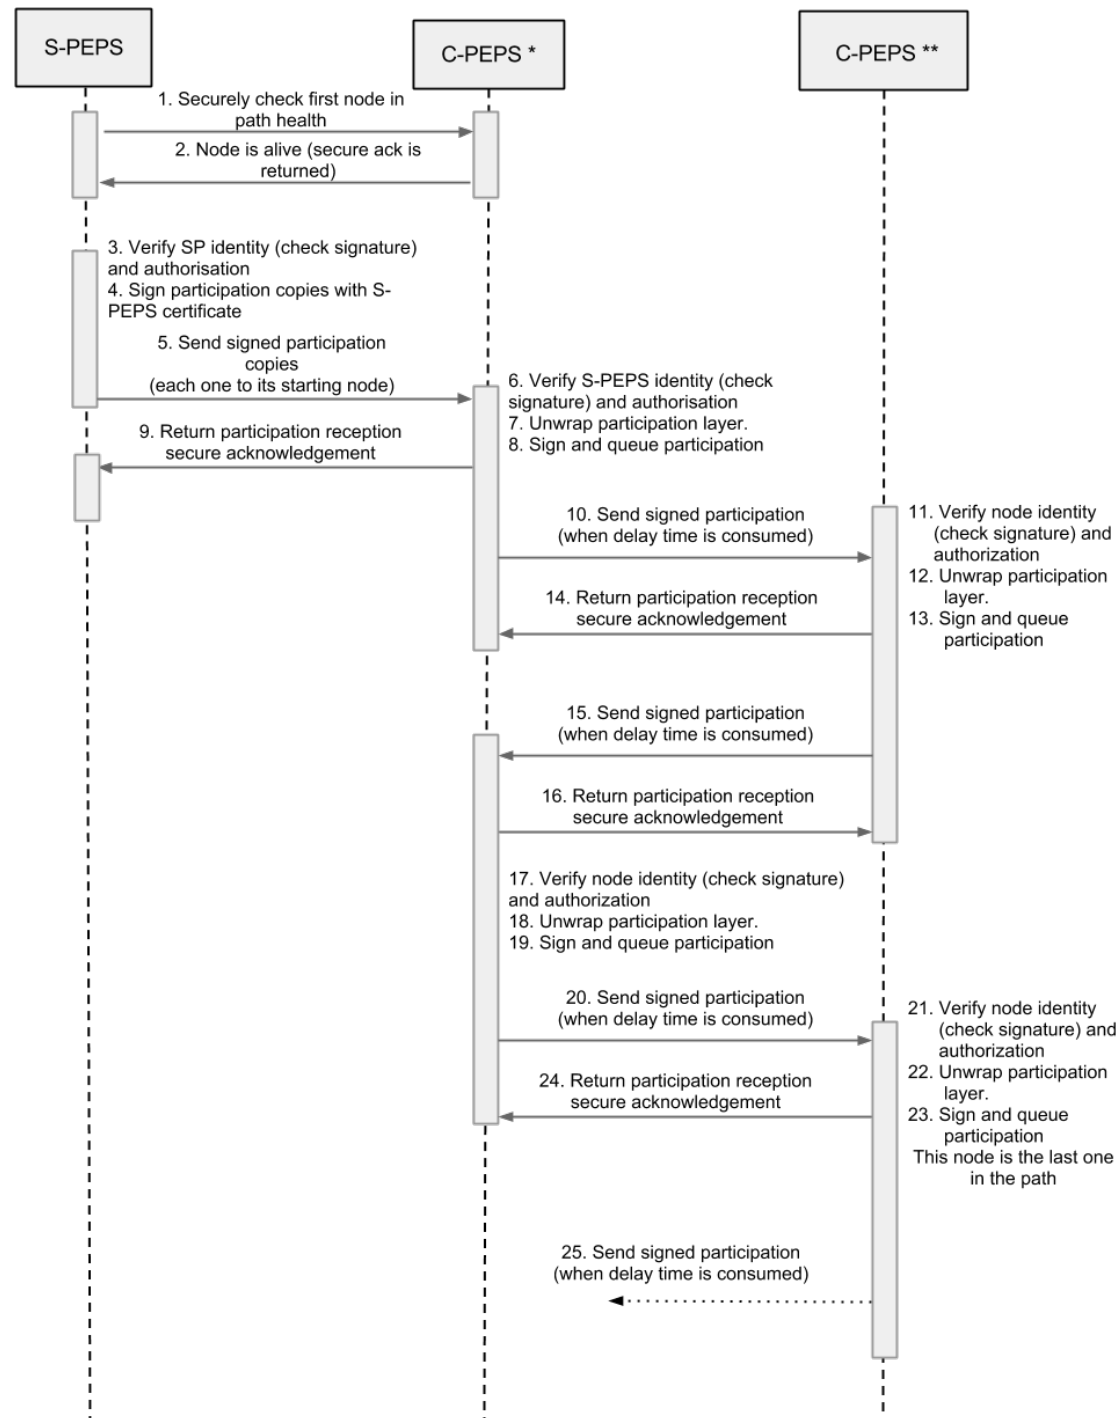 S-PEPS
C-PEPS *
C-PEPS **
1. Securely check first node in
path health
2. Node is alive (secure ack is
returned)
3. Verify SP identity (check signature)
and authorisation
4. Sign participation copies with S-
PEPS certificate
5. Send signed participation
copies
(each one to its starting node)
6. Verify S-PEPS identity (check
signature) and authorisation
7. Unwrap participation layer.
8. Sign and queue participation
9. Return participation reception
secure acknowledgement
10. Send signed participation
(when delay time is consumed)
11. Verify node identity
(check signature) and
authorization
12. Unwrap participation
layer.
13. Sign and queue
participation
14. Return participation reception
secure acknowledgement
15. Send signed participation
(when delay time is consumed)
16. Return participation reception
secure acknowledgement
17. Verify node identity (check signature)
and authorization
18. Unwrap participation layer.
19. Sign and queue participation
20. Send signed participation
(when delay time is consumed)
21. Verify node identity
(check signature) and
authorization
22. Unwrap participation
layer.
23. Sign and queue
participation
This node is the last one
in the path
24. Return participation reception
secure acknowledgement
25. Send signed participation
(when delay time is consumed)